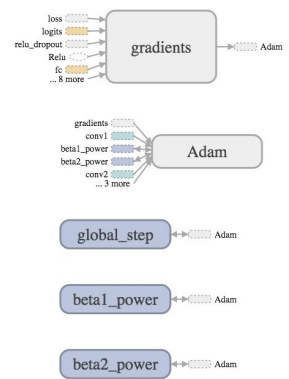 loss
logits
relu_dropout
Relu
fc
... 8 more
gradients
Adam
gradients
conv1
beta1_power
beta2_power
conv2
... 3 more
Adam
global_step
Adam
beta1_power
Adam
beta2_power
Adam